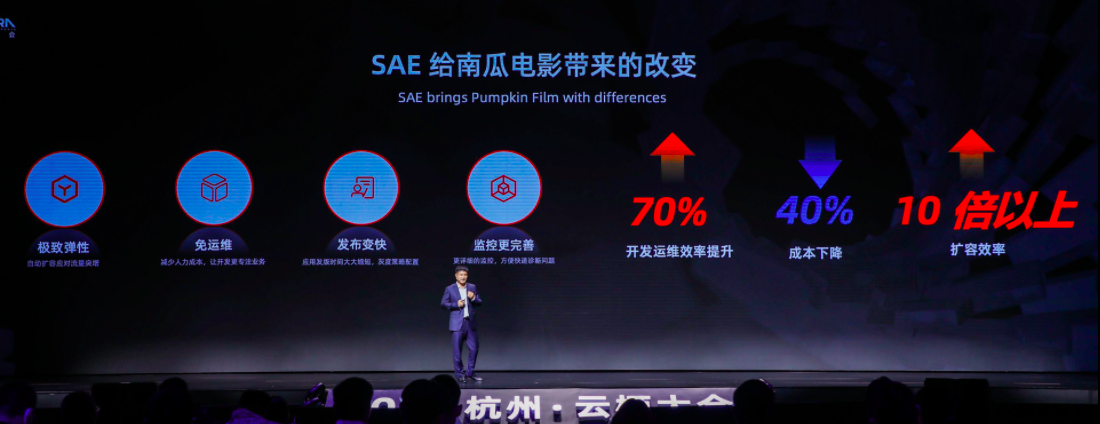 SAE 给南瓜电影带来的改变
SAE brings Pumpkin Film with differences
极致弹性
自动扩容应对流量突增
免运维
减少人力成本，让开发更专注业务
发布变快
应用发版时间大大缩短，灰度策略配置
监控更完善
更详细的监控，方便快速诊断问题
70%
开发运维效率提升
40%
成本下降
10 倍以上
扩容效率
杭州·云栖大会